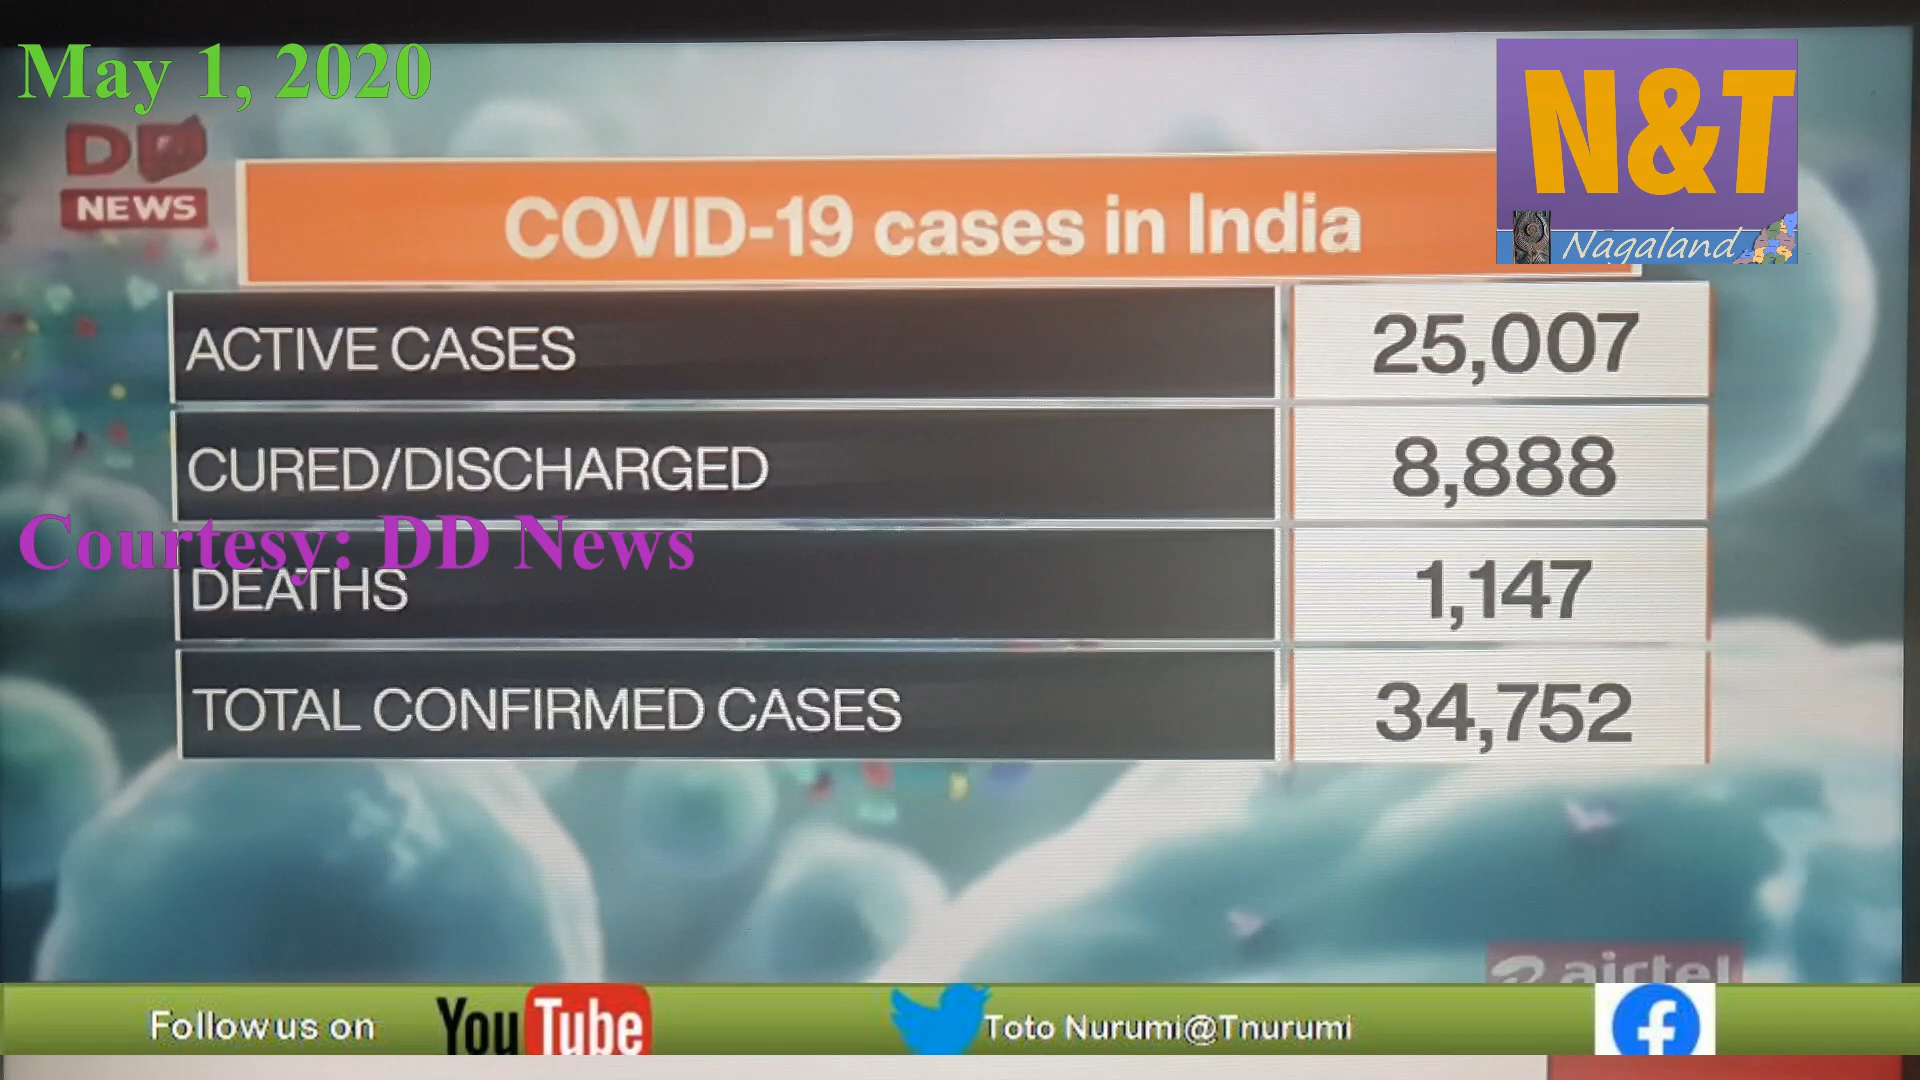 May 1, 2020
DD
NEWS
N&T
Nagaland
COVID-19 cases in India
ACTIVE CASES 25,007
CURED/DISCHARGED 8,888
Courtesy: DD News
DEATHS 1,147
TOTAL CONFIRMED CASES 34,752
airtel
Follow us on YouTube Toto Nurumi@Tnurumi f